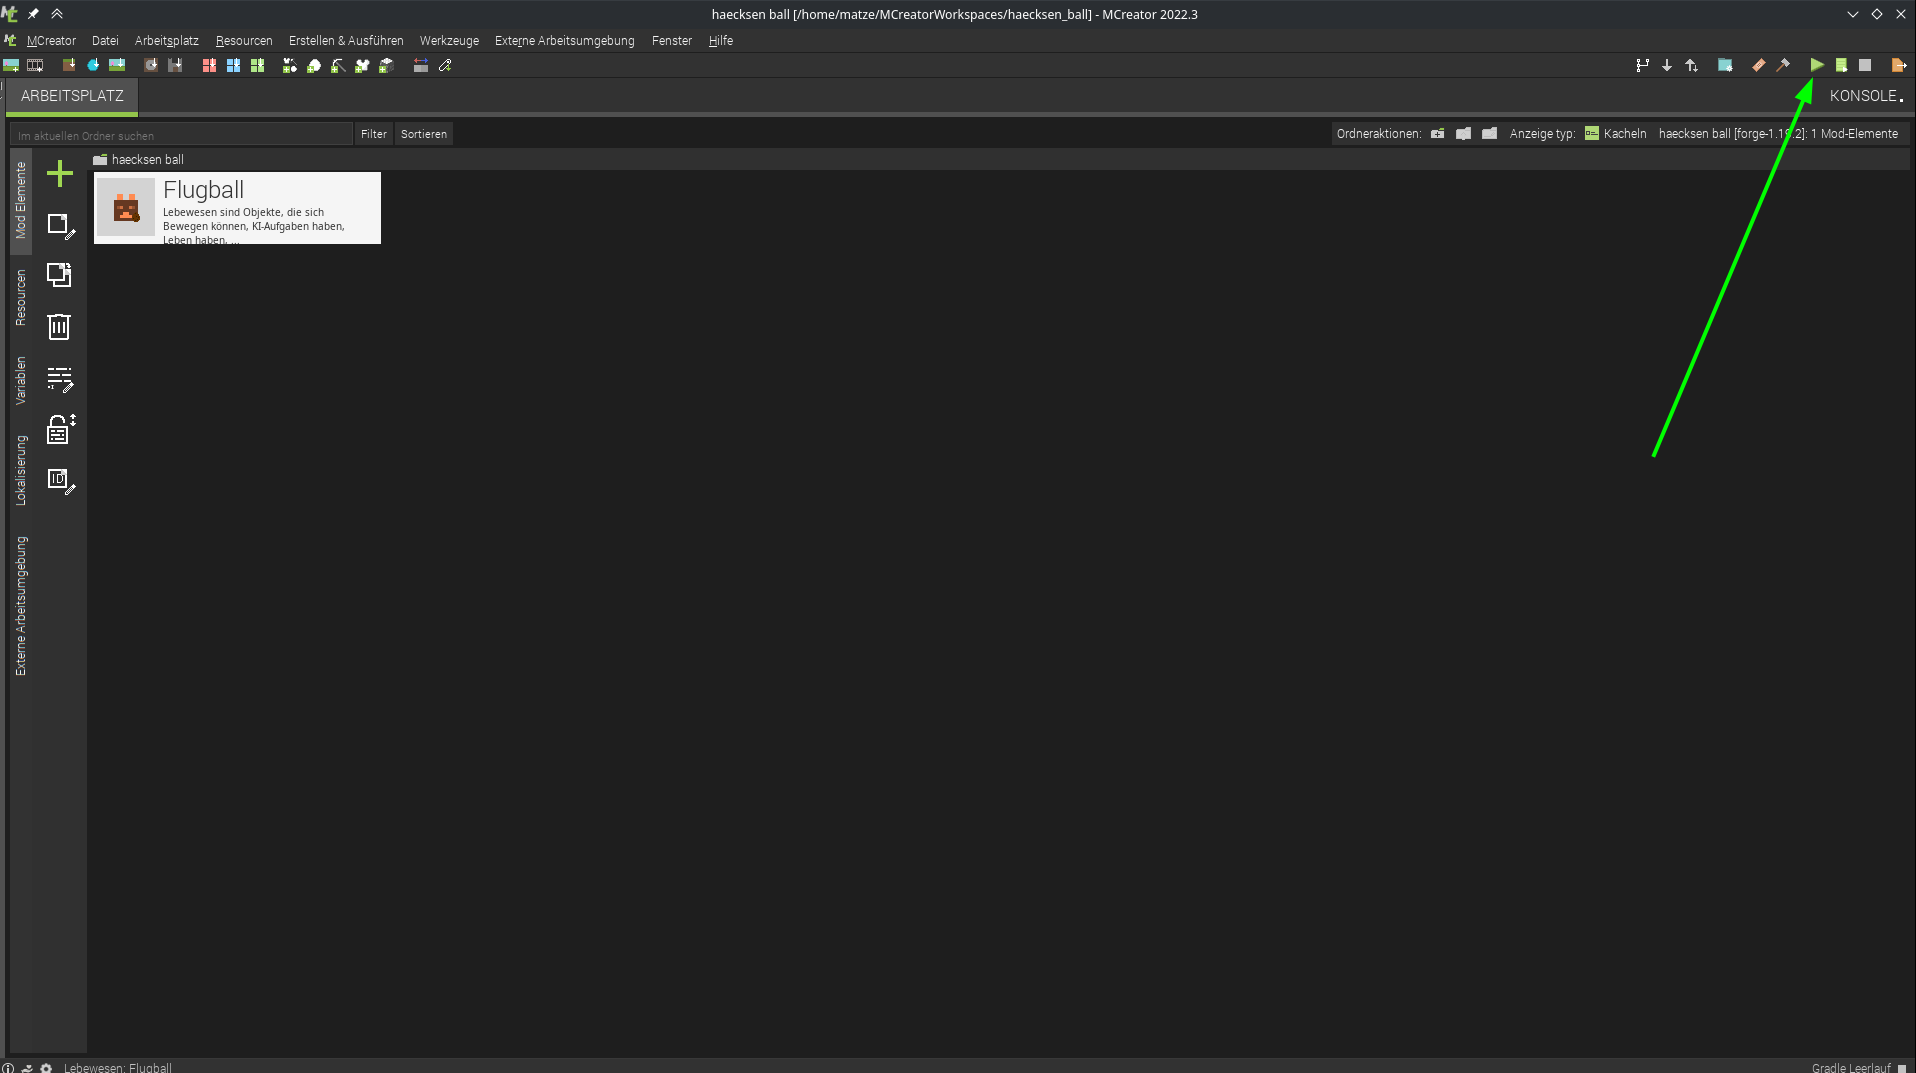 haecksen ball [/home/matze/MCreatorWorkspaces/haecksen_ball] - MCreator 2022.3
MCreator Datei Arbeitsplatz Resourcen Erstellen & Ausführen Werkzeuge Externe Arbeitsumgebung Fenster Hilfe
ARBEITSPLATZ
KONSOLE
Im aktuellen Ordner suchen Filter Sortieren
Ordneraktionen: Anzeige typ: Kacheln haecksen ball [forge-1.19.2]: 1 Mod-Elemente
haecksen ball
Flugball
Lebewesen sind Objekte, die sich
Bewegen können, KI-Aufgaben haben,
Leben haben, ...
Mod Elemente
Resourcen
Variablen
Lokalisierung
Externe Arbeitsumgebung
ID
Lebewesen: Flugball
Gradle Leerlauf